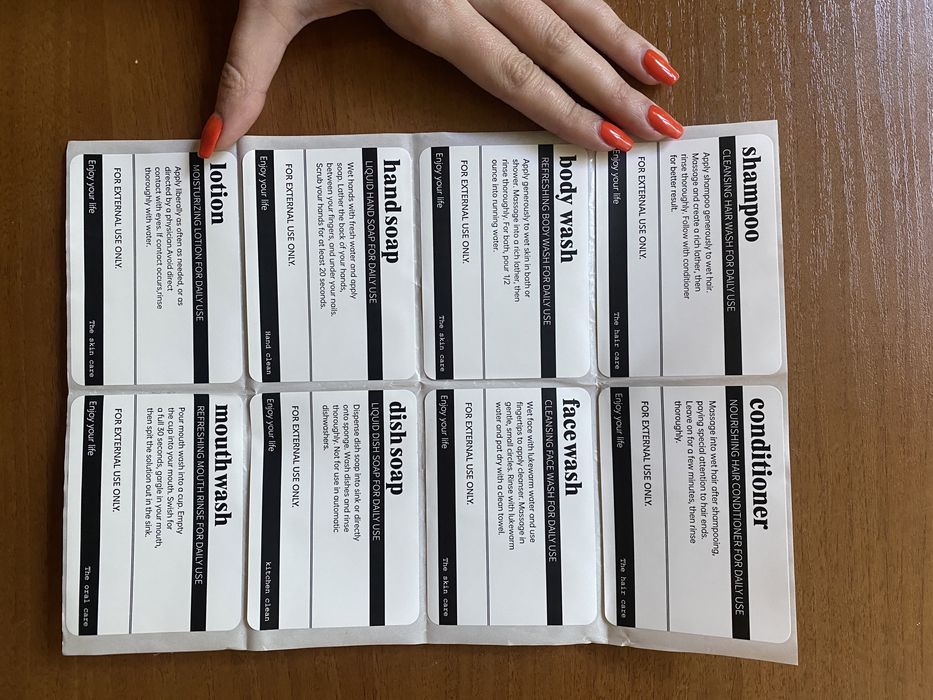 shampoo
CLEANSING HAIR WASH FOR DAILY USE
Apply shampoo generously to wet hair.
Massage and create a rich lather, then
rinse thoroughly. Follow with conditioner
for better result.
FOR EXTERNAL USE ONLY.
Enjoy your life
The hair care
conditioner
NOURISHING HAIR CONDITIONER FOR DAILY USE
Massage into wet hair after shampooing,
paying special attention to hair ends.
Leave on for a few minutes, then rinse
thoroughly.
FOR EXTERNAL USE ONLY.
Enjoy your life
The hair care
body wash
REFRESHING BODY WASH FOR DAILY USE
Apply generously to wet skin in both or
shower. Massage into a rich lather, then
rinse thoroughly. For bath, pour 1/2
ounce into running water.
FOR EXTERNAL USE ONLY.
Enjoy your life
The skin care
face wash
CLEANSING FACE WASH FOR DAILY USE
Wet face with lukewarm water and use
fingertips to apply cleanser. Massage in
gentle, small circles. Rinse with lukewarm
water and pat dry with a clean towel.
FOR EXTERNAL USE ONLY.
Enjoy your life
The skin care
hand soap
LIQUID HAND SOAP FOR DAILY USE
Wet hands with fresh water and apply
soap. Lather the back of your hands,
between your fingers, and under your nails.
Scrub your hands for at least 20 seconds.
FOR EXTERNAL USE ONLY.
Enjoy your life
Hand clean
dish soap
LIQUID DISH SOAP FOR DAILY USE
Dispense dish soap into sink or directly
onto sponge. Wash dishes and rinse
thoroughly. Not for use in automatic
dishwashers.
FOR EXTERNAL USE ONLY.
Enjoy your life
kitchen clean
lotion
MOISTURIZING LOTION FOR DAILY USE
Apply liberally as often as needed, or as
directed by a physician.Avoid direct
contact with eyes. If contact occurs,rinse
thoroughly with water.
FOR EXTERNAL USE ONLY.
Enjoy your life
The skin care
mouthwash
REFRESHING MOUTH RINSE FOR DAILY USE
Pour mouth wash into a cup. Empty
the cup into your mouth. Swish for
a full 30 seconds, gargle in your mouth,
then spit the solution out in the sink.
FOR EXTERNAL USE ONLY.
Enjoy your life
The oral care